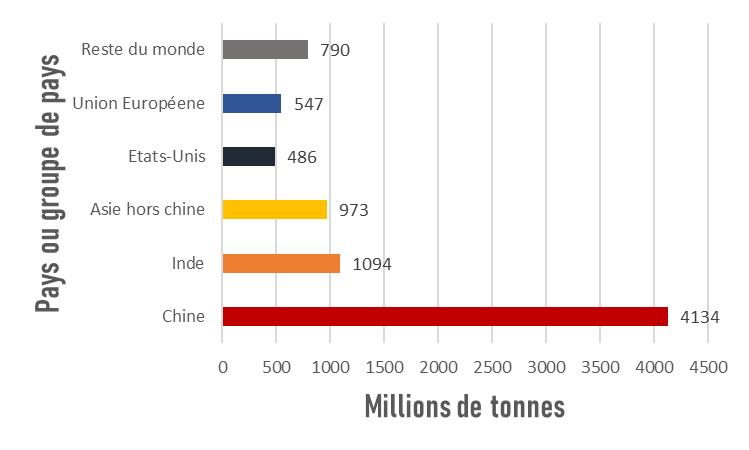 Pays ou groupe de pays
Reste du monde 790
Union Européene 547
Etats-Unis 486
Asie hors chine 973
Inde 1094
Chine 4134
0 500 1000 1500 2000 2500 3000 3500 4000 4500
Millions de tonnes